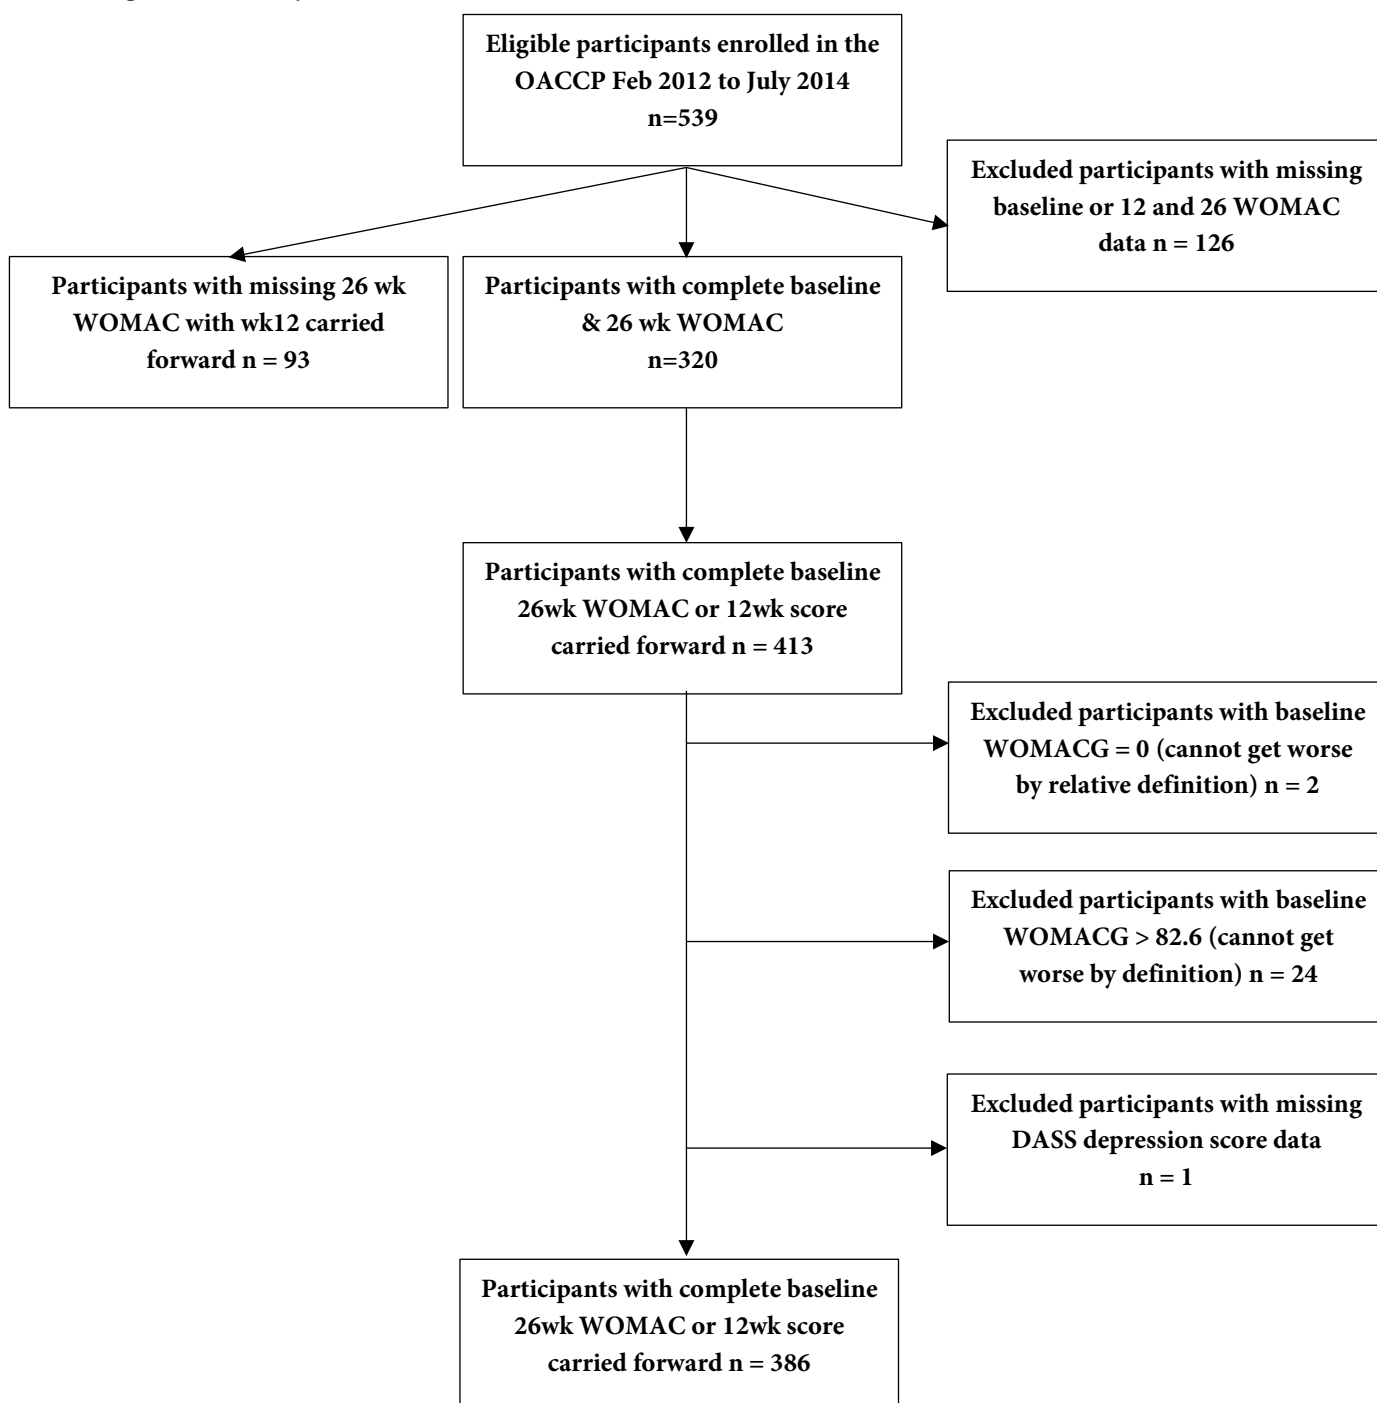 Eligible participants enrolled in the
OACCP Feb 2012 to July 2014
n=539
Excluded participants with missing
baseline or 12 and 26 WOMAC
data n = 126
Participants with missing 26 wk
WOMAC with wk12 carried
forward n = 93
Participants with complete baseline
& 26 wk WOMAC
n=320
Participants with complete baseline
26wk WOMAC or 12wk score
carried forward n = 413
Excluded participants with baseline
WOMACG = 0 (cannot get worse
by relative definition) n = 2
Excluded participants with baseline
WOMACG > 82.6 (cannot get
worse by definition) n = 24
Excluded participants with missing
DASS depression score data
n = 1
Participants with complete baseline
26wk WOMAC or 12wk score
carried forward n = 386